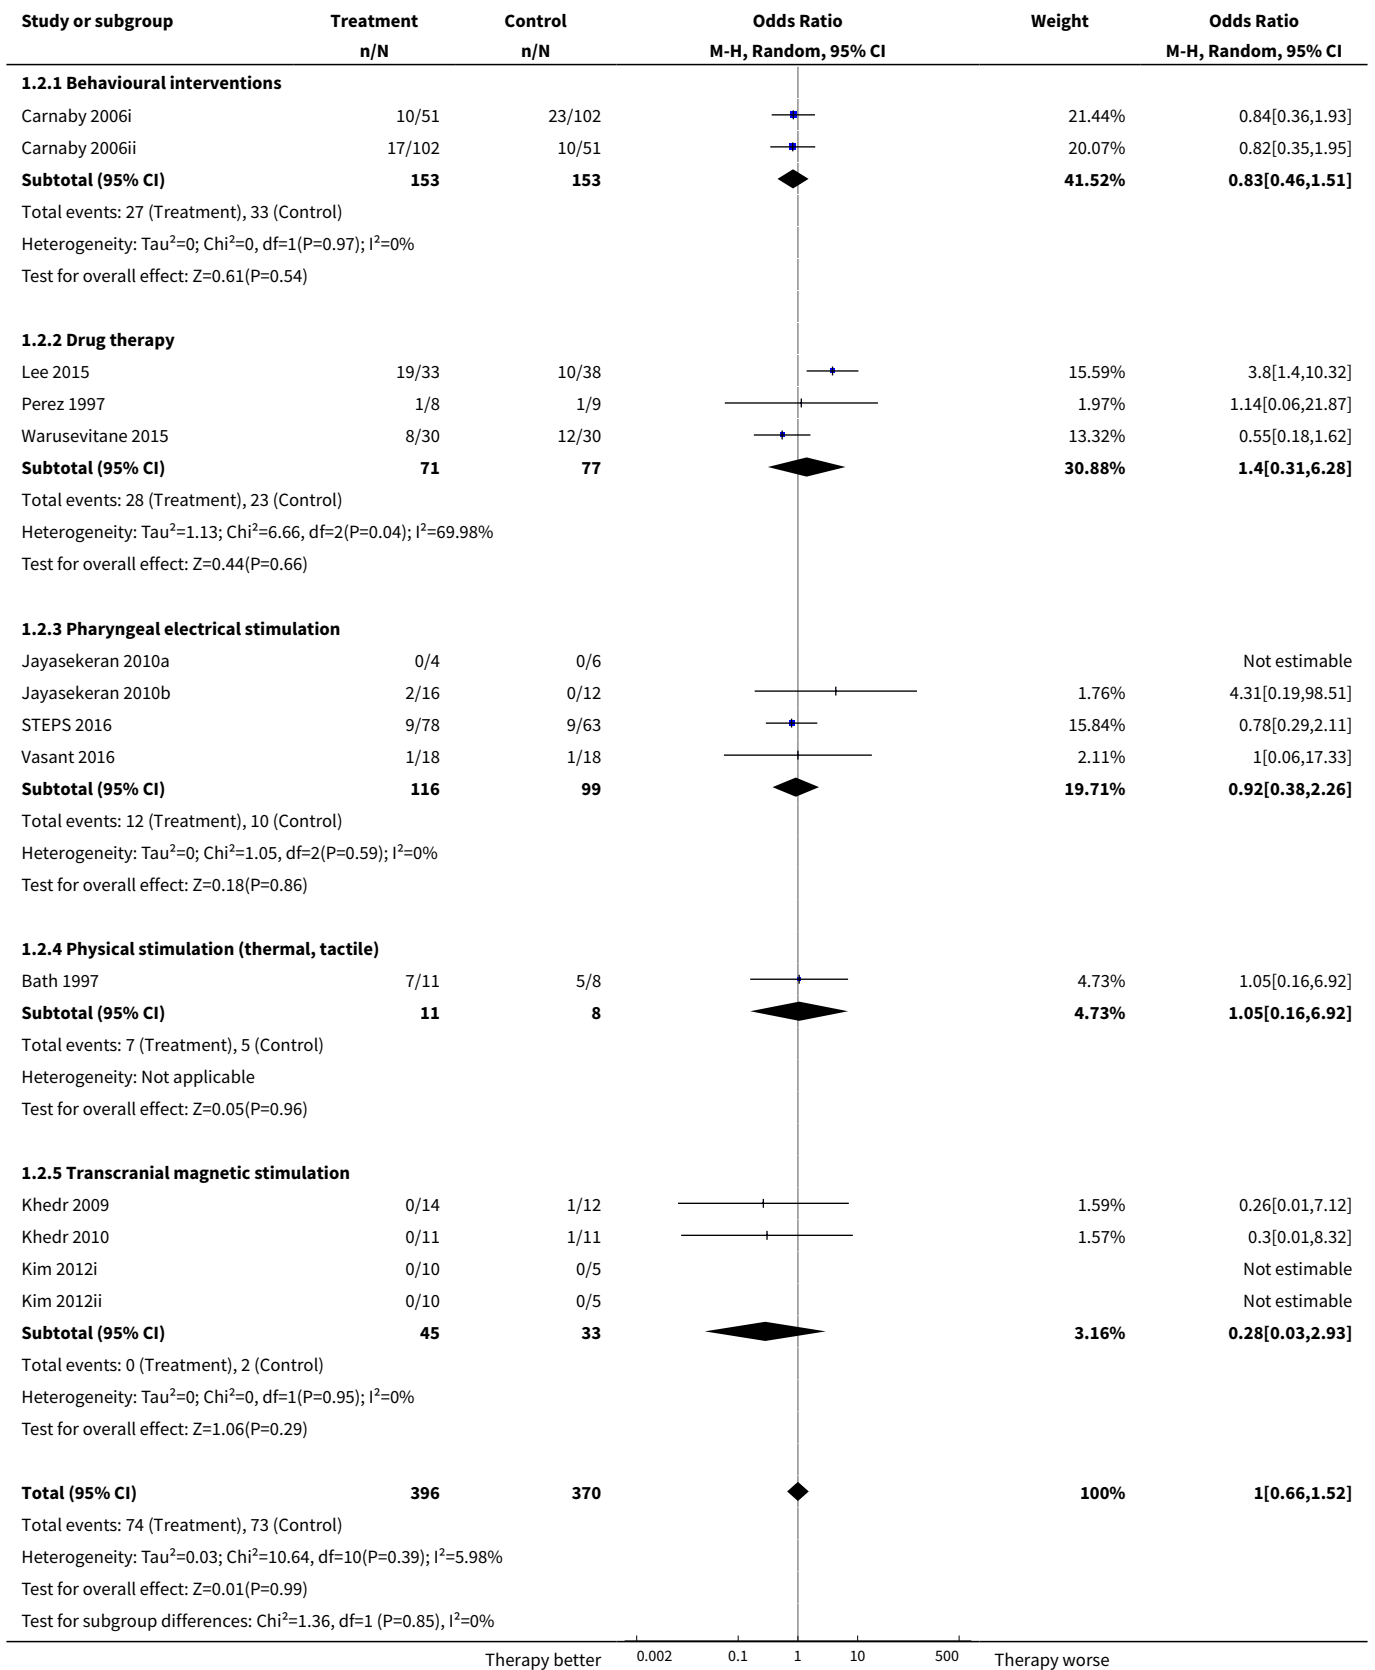 Study or subgroup Treatment Control Odds Ratio Weight Odds Ratio
n/N n/N M-H, Random, 95% CI M-H, Random, 95% CI
1.2.1 Behavioural interventions
Carnaby 2006i 10/51 23/102 21.44% 0.84[0.36,1.93]
Carnaby 2006ii 17/102 10/51 20.07% 0.82[0.35,1.95]
Subtotal (95% CI) 153 153 41.52% 0.83[0.46,1.51]
Total events: 27 (Treatment), 33 (Control)
Heterogeneity: Tau²=0; Chi²=0, df=1(P=0.97); I²=0%
Test for overall effect: Z=0.61(P=0.54)
1.2.2 Drug therapy
Lee 2015 19/33 10/38 15.59% 3.8[1.4,10.32]
Perez 1997 1/8 1/9 1.97% 1.14[0.06,21.87]
Warusevitane 2015 8/30 12/30 13.32% 0.55[0.18,1.62]
Subtotal (95% CI) 71 77 30.88% 1.4[0.31,6.28]
Total events: 28 (Treatment), 23 (Control)
Heterogeneity: Tau²=1.13; Chi²=6.66, df=2(P=0.04); I²=69.98%
Test for overall effect: Z=0.44(P=0.66)
1.2.3 Pharyngeal electrical stimulation
Jayasekeran 2010a 0/4 0/6 Not estimable
Jayasekeran 2010b 2/16 0/12 1.76% 4.31[0.19,98.51]
STEPS 2016 9/78 9/63 15.84% 0.78[0.29,2.11]
Vasant 2016 1/18 1/18 2.11% 1[0.06,17.33]
Subtotal (95% CI) 116 99 19.71% 0.92[0.38,2.26]
Total events: 12 (Treatment), 10 (Control)
Heterogeneity: Tau²=0; Chi²=1.05, df=2(P=0.59); I²=0%
Test for overall effect: Z=0.18(P=0.86)
1.2.4 Physical stimulation (thermal, tactile)
Bath 1997 7/11 5/8 4.73% 1.05[0.16,6.92]
Subtotal (95% CI) 11 8 4.73% 1.05[0.16,6.92]
Total events: 7 (Treatment), 5 (Control)
Heterogeneity: Not applicable
Test for overall effect: Z=0.05(P=0.96)
1.2.5 Transcranial magnetic stimulation
Khedr 2009 0/14 1/12 1.59% 0.26[0.01,7.12]
Khedr 2010 0/11 1/11 1.57% 0.3[0.01,8.32]
Kim 2012i 0/10 0/5 Not estimable
Kim 2012ii 0/10 0/5 Not estimable
Subtotal (95% CI) 45 33 3.16% 0.28[0.03,2.93]
Total events: 0 (Treatment), 2 (Control)
Heterogeneity: Tau²=0; Chi²=0, df=1(P=0.95); I²=0%
Test for overall effect: Z=1.06(P=0.29)
Total (95% CI) 396 370 100% 1[0.66,1.52]
Total events: 74 (Treatment), 73 (Control)
Heterogeneity: Tau²=0.03; Chi²=10.64, df=10(P=0.39); I²=5.98%
Test for overall effect: Z=0.01(P=0.99)
Test for subgroup differences: Chi²=1.36, df=1 (P=0.85), I²=0%
Therapy better 0.002 0.1 1 10 500 Therapy worse